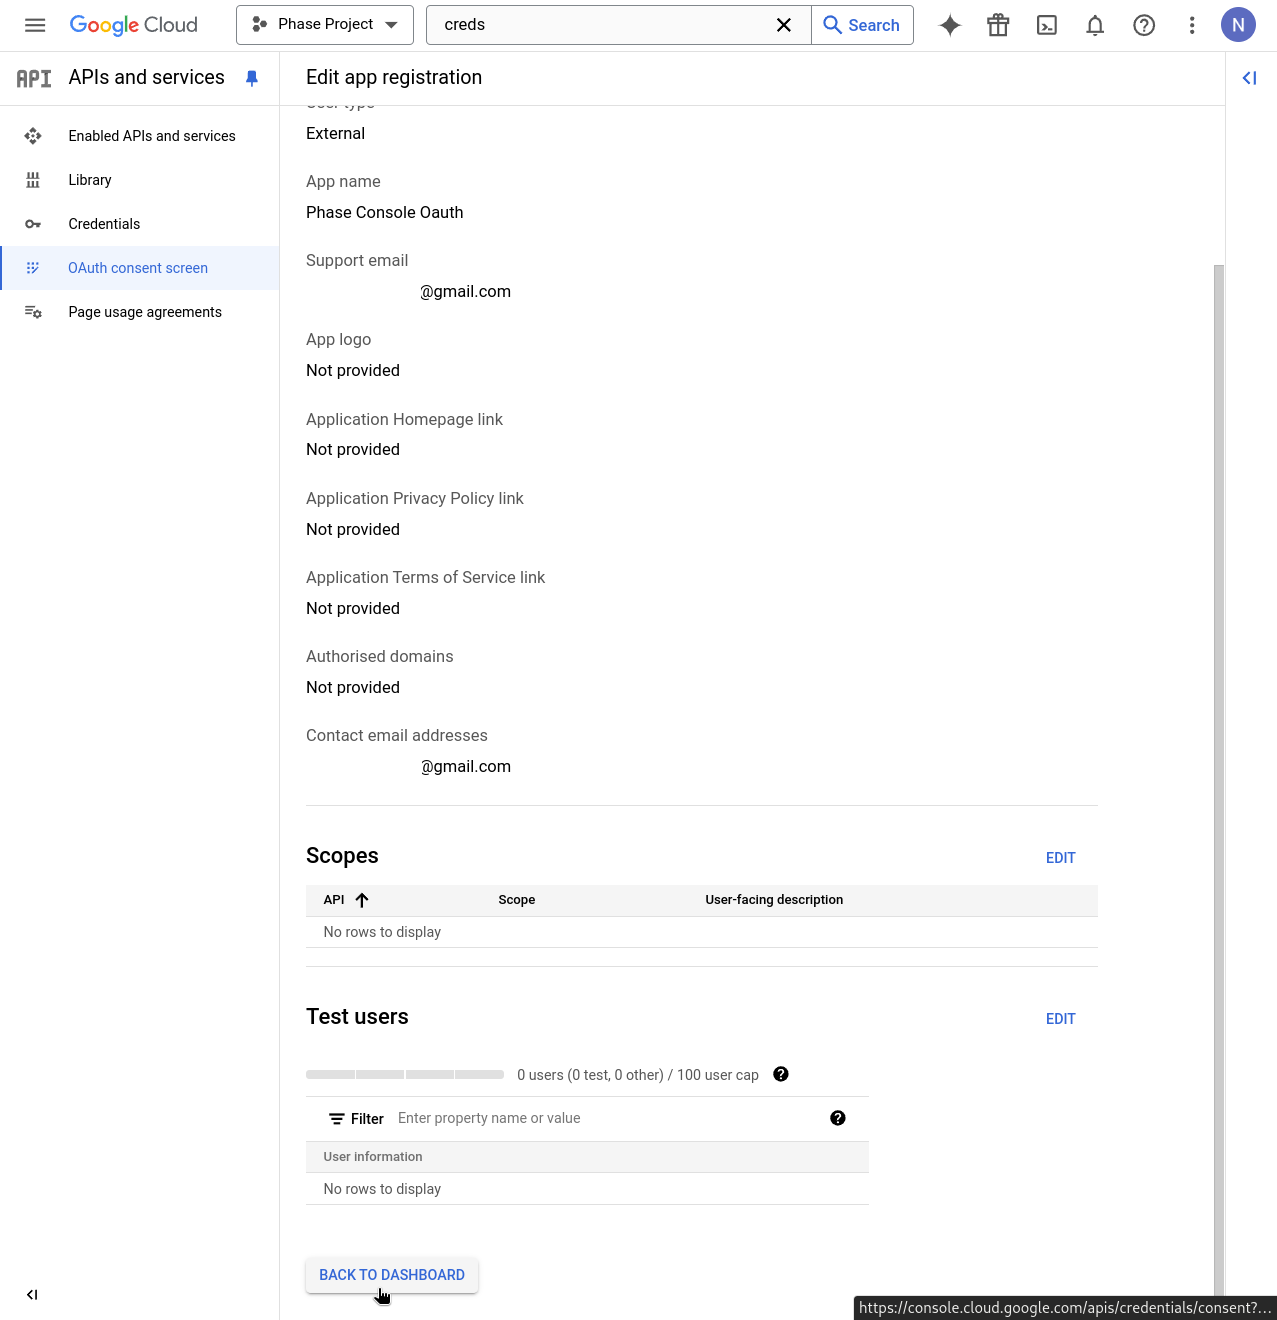 Google Cloud
Phase Project
creds
Search
N
API
APIs and services
Edit app registration
Enabled APIs and services
Library
Credentials
OAuth consent screen
Page usage agreements
User type
External
App name
Phase Console Oauth
Support email
@gmail.com
App logo
Not provided
Application Homepage link
Not provided
Application Privacy Policy link
Not provided
Application Terms of Service link
Not provided
Authorised domains
Not provided
Contact email addresses
@gmail.com
Scopes
EDIT
API Scope User-facing description
No rows to display
Test users
EDIT
0 users (0 test, 0 other) / 100 user cap
Filter Enter property name or value
User information
No rows to display
BACK TO DASHBOARD
https://console.cloud.google.com/apis/credentials/consent?...